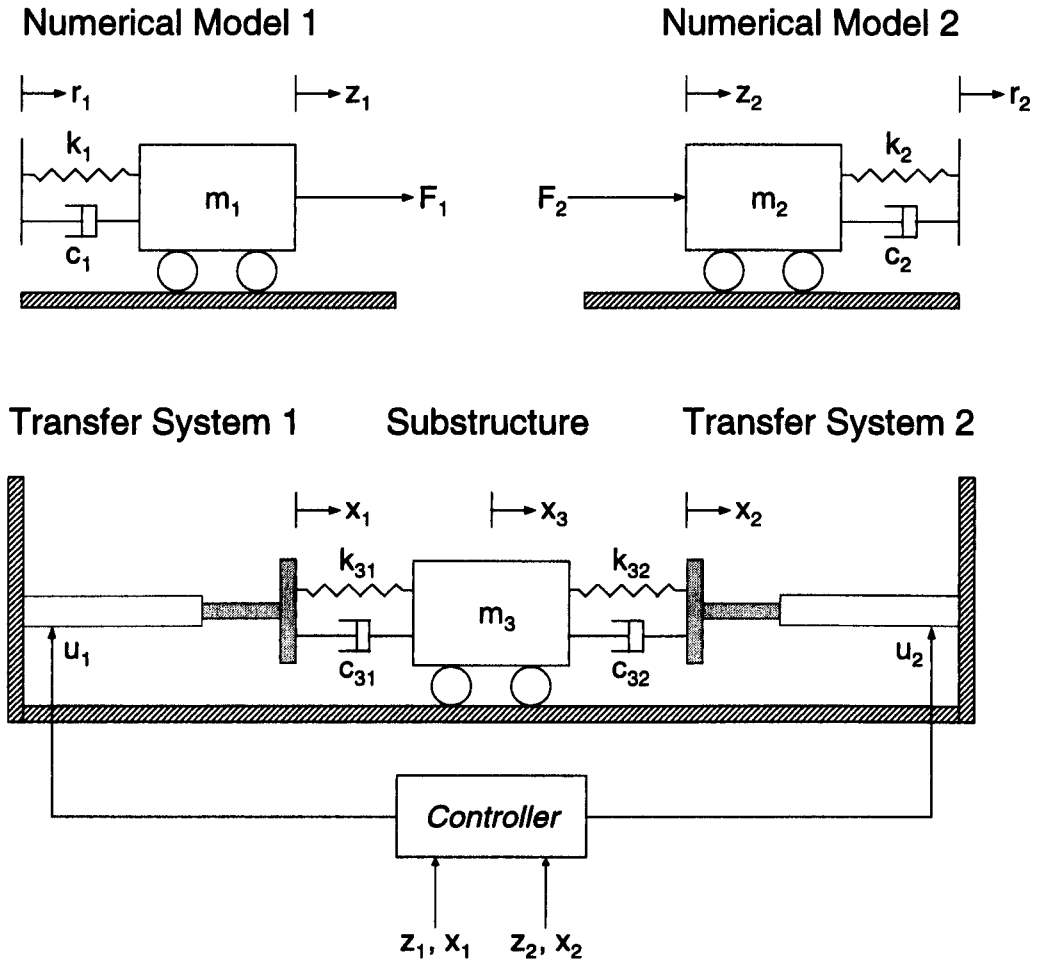 Numerical Model 1
Numerical Model 2
r₁
z₁
z₂
r₂
k₁
m₁
c₁
F₁
F₂
m₂
k₂
c₂
Transfer System 1
Substructure
Transfer System 2
x₁
x₃
x₂
k₃₁
k₃₂
m₃
u₁
c₃₁
c₃₂
u₂
Controller
z₁, x₁
z₂, x₂